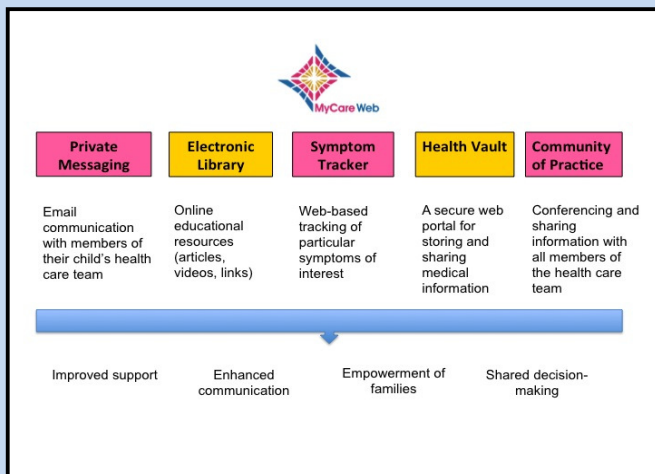 MyCare Web
Private
Messaging
Electronic
Library
Symptom
Tracker
Health Vault
Community
of Practice
Email
communication
with members of
their child's health
care team
Online
educational
resources
(articles,
videos, links)
Web-based
tracking of
particular
symptoms of
interest
A secure web
portal for
storing and
sharing
medical
information
Conferencing and
sharing
information with
all members of
the health care
team
Improved support
Enhanced
communication
Empowerment of
families
Shared decision-
making